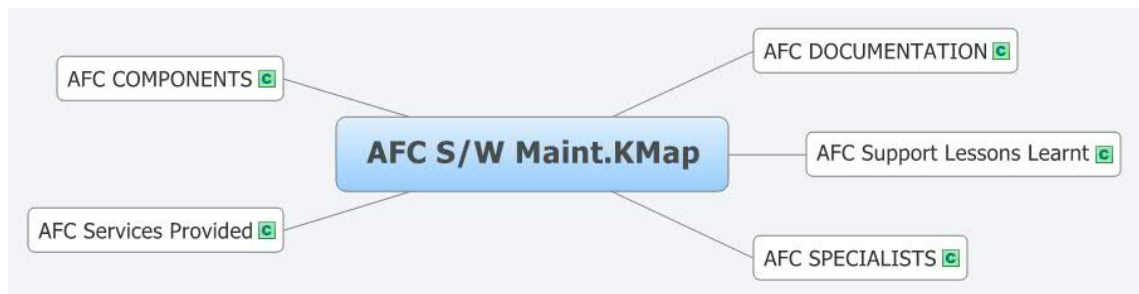 AFC COMPONENTS C
AFC DOCUMENTATION C
AFC S/W Maint.KMap
AFC Support Lessons Learnt C
AFC Services Provided C
AFC SPECIALISTS C